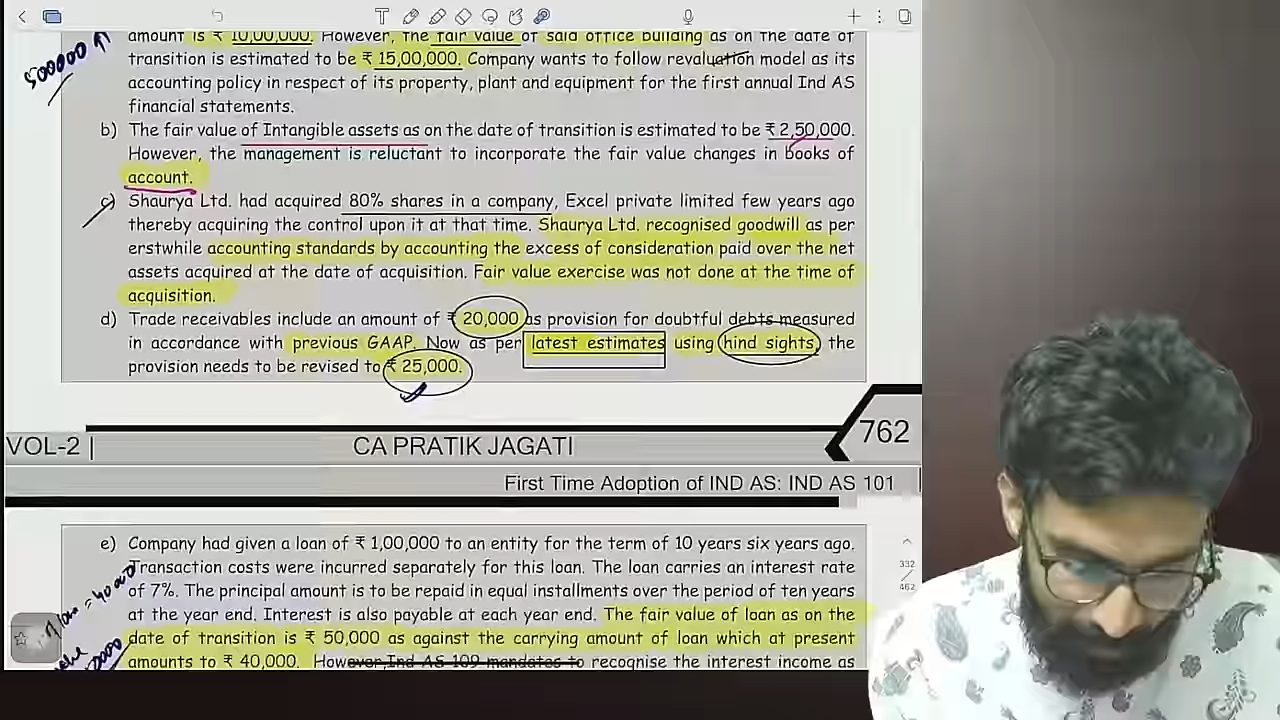 500000
amount is ₹ 10,00,000. However, the fair value of said office building as on the date of
transition is estimated to be ₹ 15,00,000. Company wants to follow revaluation model as its
accounting policy in respect of its property, plant and equipment for the first annual Ind AS
financial statements.
b) The fair value of Intangible assets as on the date of transition is estimated to be ₹ 2,50,000.
However, the management is reluctant to incorporate the fair value changes in books of
account.
c) Shaurya Ltd. had acquired 80% shares in a company, Excel private limited few years ago
thereby acquiring the control upon it at that time. Shaurya Ltd. recognised goodwill as per
erstwhile accounting standards by accounting the excess of consideration paid over the net
assets acquired at the date of acquisition. Fair value exercise was not done at the time of
acquisition.
d) Trade receivables include an amount of ₹ 20,000 as provision for doubtful debts measured
in accordance with previous GAAP. Now as per latest estimates using hind sights, the
provision needs to be revised to ₹ 25,000.
VOL-2 | CA PRATIK JAGATI 762
First Time Adoption of IND AS: IND AS 101
e) Company had given a loan of ₹ 1,00,000 to an entity for the term of 10 years six years ago.
Transaction costs were incurred separately for this loan. The loan carries an interest rate
of 7%. The principal amount is to be repaid in equal installments over the period of ten years
at the year end. Interest is also payable at each year end. The fair value of loan as on the
date of transition is ₹ 50,000 as against the carrying amount of loan which at present
amounts to ₹ 40,000. However, Ind AS 109 mandates to recognise the interest income as
332
462